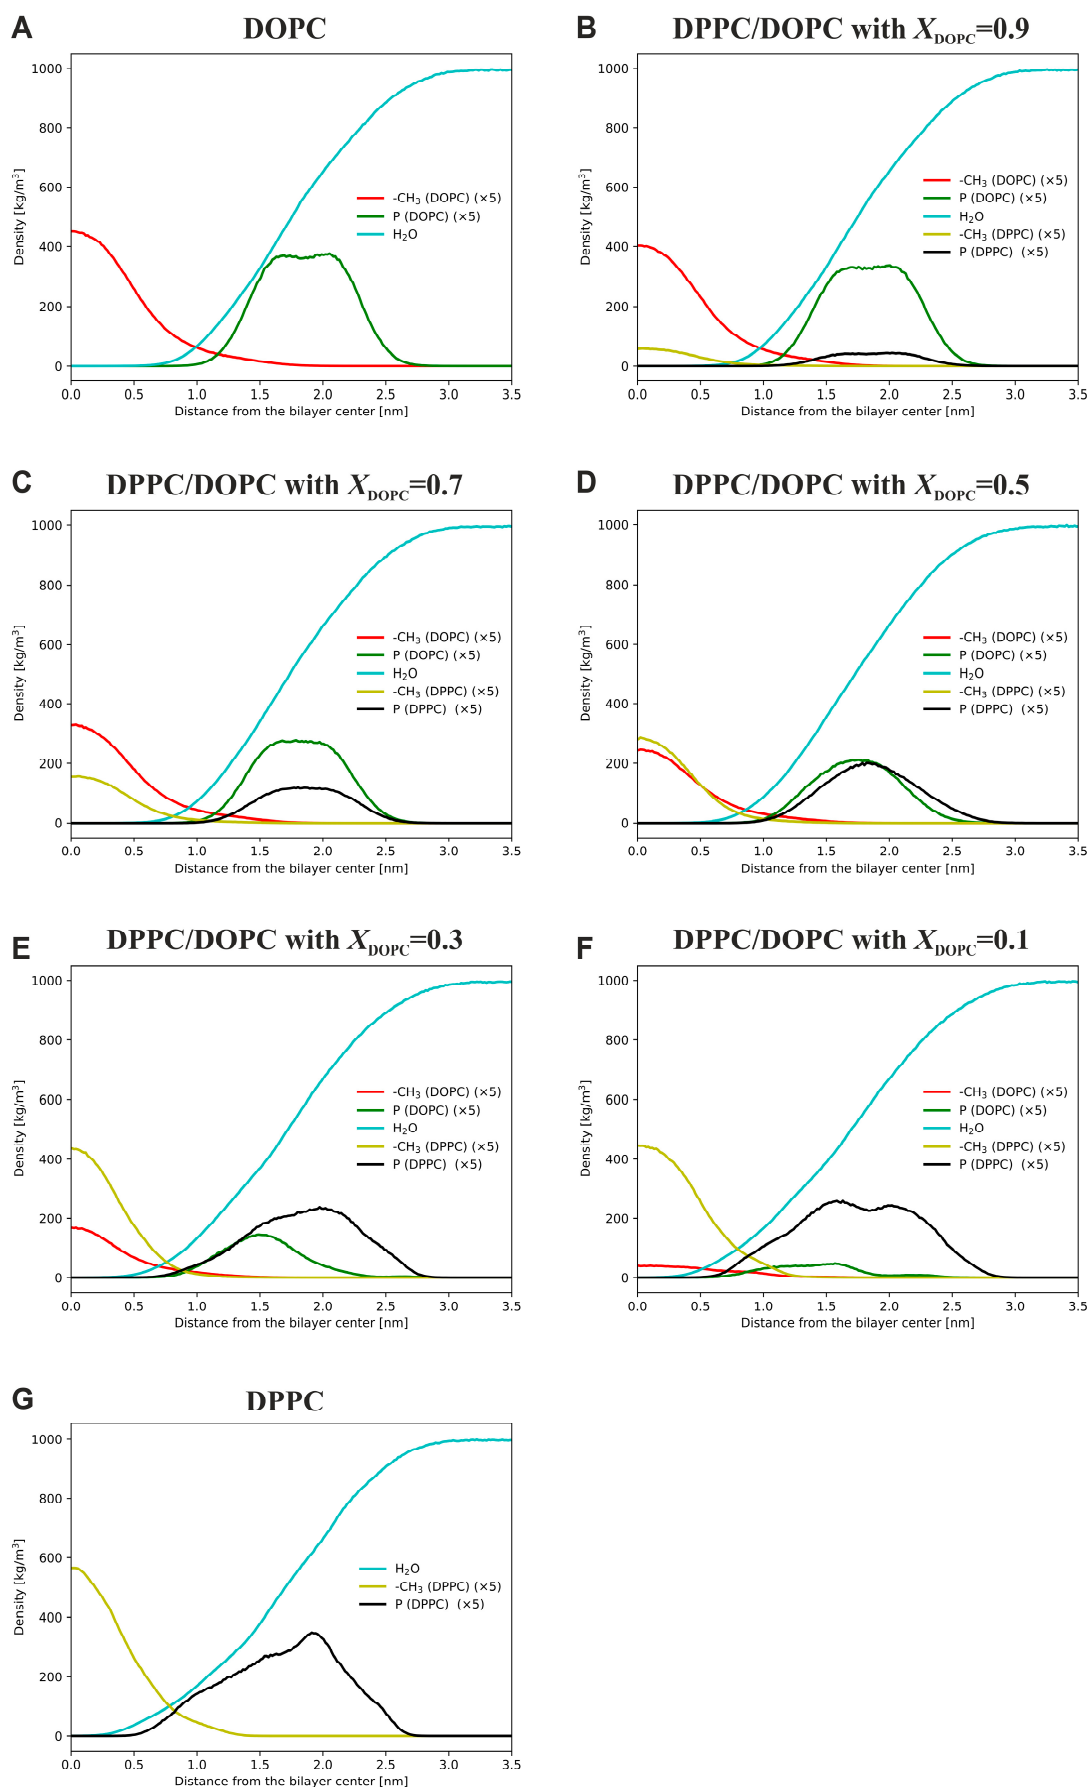 A DOPC
1000
800
600
400
200
0
Density [kg/m³]
-CH₃ (DOPC) (×5)
P (DOPC) (×5)
H₂O
0.0 0.5 1.0 1.5 2.0 2.5 3.0 3.5
Distance from the bilayer center [nm]
B DPPC/DOPC with X_DOPC=0.9
1000
800
600
400
200
0
Density [kg/m³]
-CH₃ (DOPC) (×5)
P (DOPC) (×5)
H₂O
-CH₃ (DPPC) (×5)
P (DPPC) (×5)
0.0 0.5 1.0 1.5 2.0 2.5 3.0 3.5
Distance from the bilayer center [nm]
C DPPC/DOPC with X_DOPC=0.7
1000
800
600
400
200
0
Density [kg/m³]
-CH₃ (DOPC) (×5)
P (DOPC) (×5)
H₂O
-CH₃ (DPPC) (×5)
P (DPPC) (×5)
0.0 0.5 1.0 1.5 2.0 2.5 3.0 3.5
Distance from the bilayer center [nm]
D DPPC/DOPC with X_DOPC=0.5
1000
800
600
400
200
0
Density [kg/m³]
-CH₃ (DOPC) (×5)
P (DOPC) (×5)
H₂O
-CH₃ (DPPC) (×5)
P (DPPC) (×5)
0.0 0.5 1.0 1.5 2.0 2.5 3.0 3.5
Distance from the bilayer center [nm]
E DPPC/DOPC with X_DOPC=0.3
1000
800
600
400
200
0
Density [kg/m³]
-CH₃ (DOPC) (×5)
P (DOPC) (×5)
H₂O
-CH₃ (DPPC) (×5)
P (DPPC) (×5)
0.0 0.5 1.0 1.5 2.0 2.5 3.0 3.5
Distance from the bilayer center [nm]
F DPPC/DOPC with X_DOPC=0.1
1000
800
600
400
200
0
Density [kg/m³]
-CH₃ (DOPC) (×5)
P (DOPC) (×5)
H₂O
-CH₃ (DPPC) (×5)
P (DPPC) (×5)
0.0 0.5 1.0 1.5 2.0 2.5 3.0 3.5
Distance from the bilayer center [nm]
G DPPC
1000
800
600
400
200
0
Density [kg/m³]
H₂O
-CH₃ (DPPC) (×5)
P (DPPC) (×5)
0.0 0.5 1.0 1.5 2.0 2.5 3.0 3.5
Distance from the bilayer center [nm]